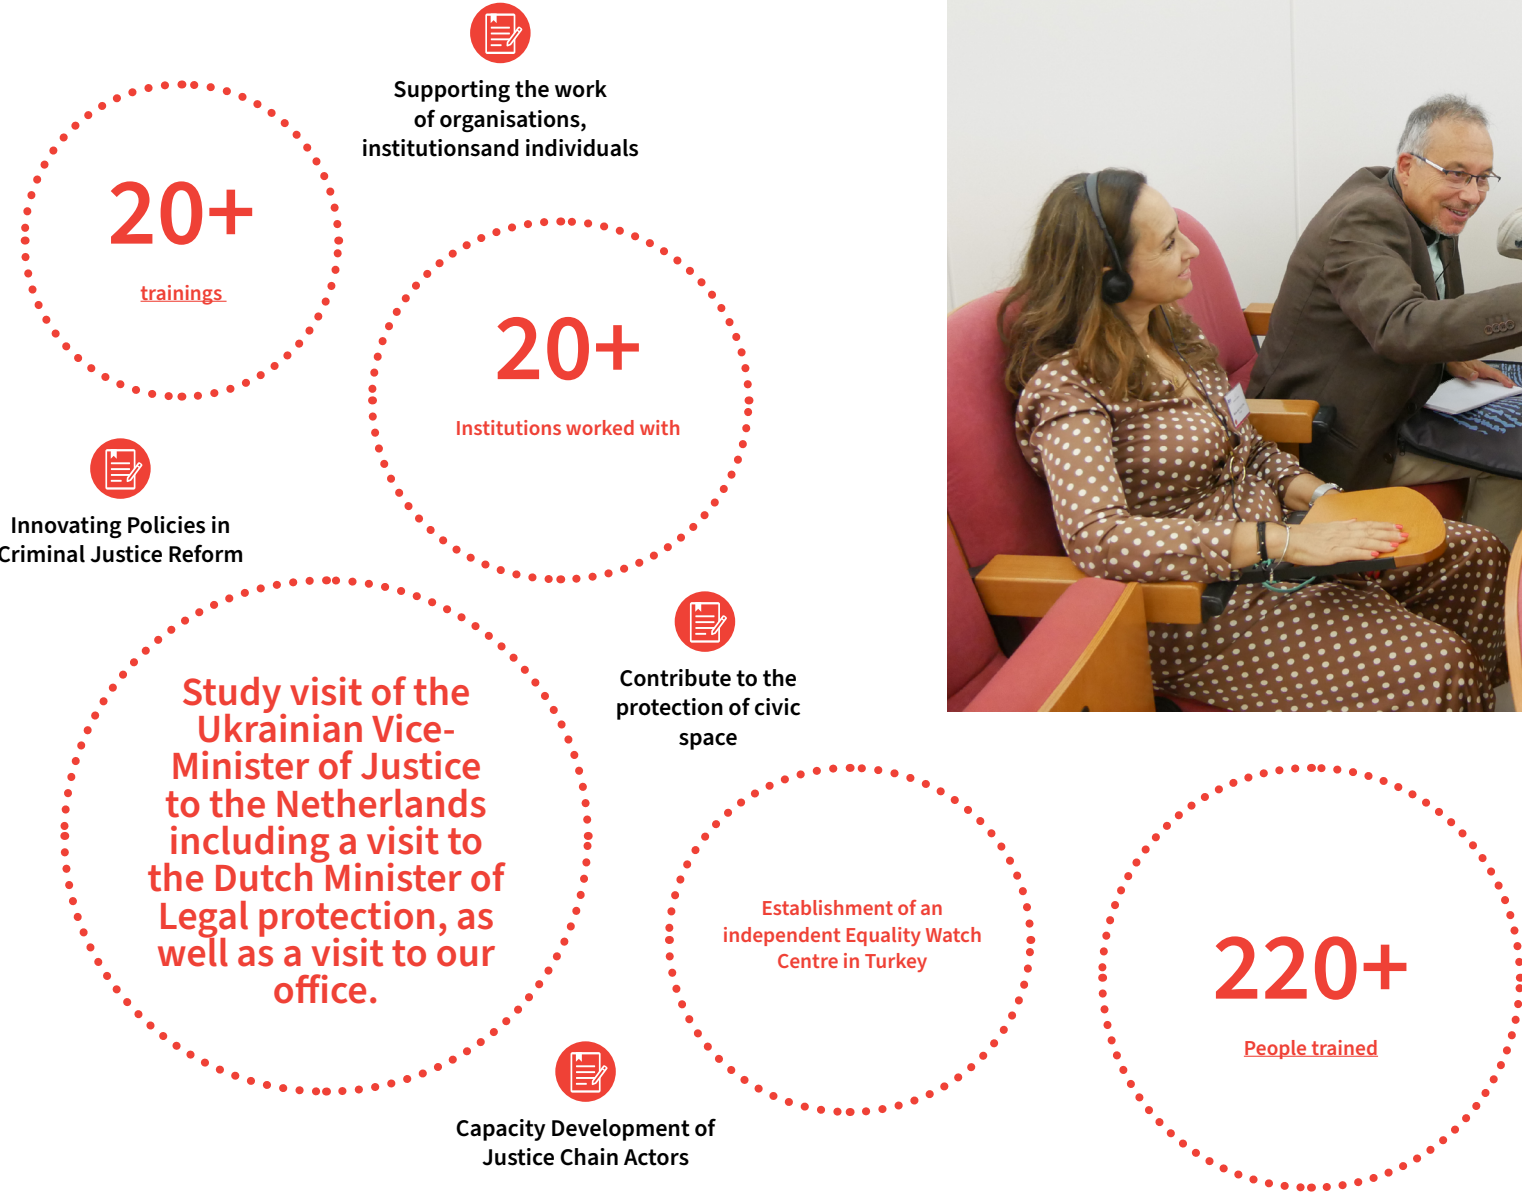 Supporting the work
of organisations,
institutionsand individuals
20+
trainings
20+
Institutions worked with
Innovating Policies in
Criminal Justice Reform
Study visit of the
Ukrainian Vice-
Minister of Justice
to the Netherlands
including a visit to
the Dutch Minister of
Legal protection, as
well as a visit to our
office.
Contribute to the
protection of civic
space
Establishment of an
independent Equality Watch
Centre in Turkey
220+
People trained
Capacity Development of
Justice Chain Actors